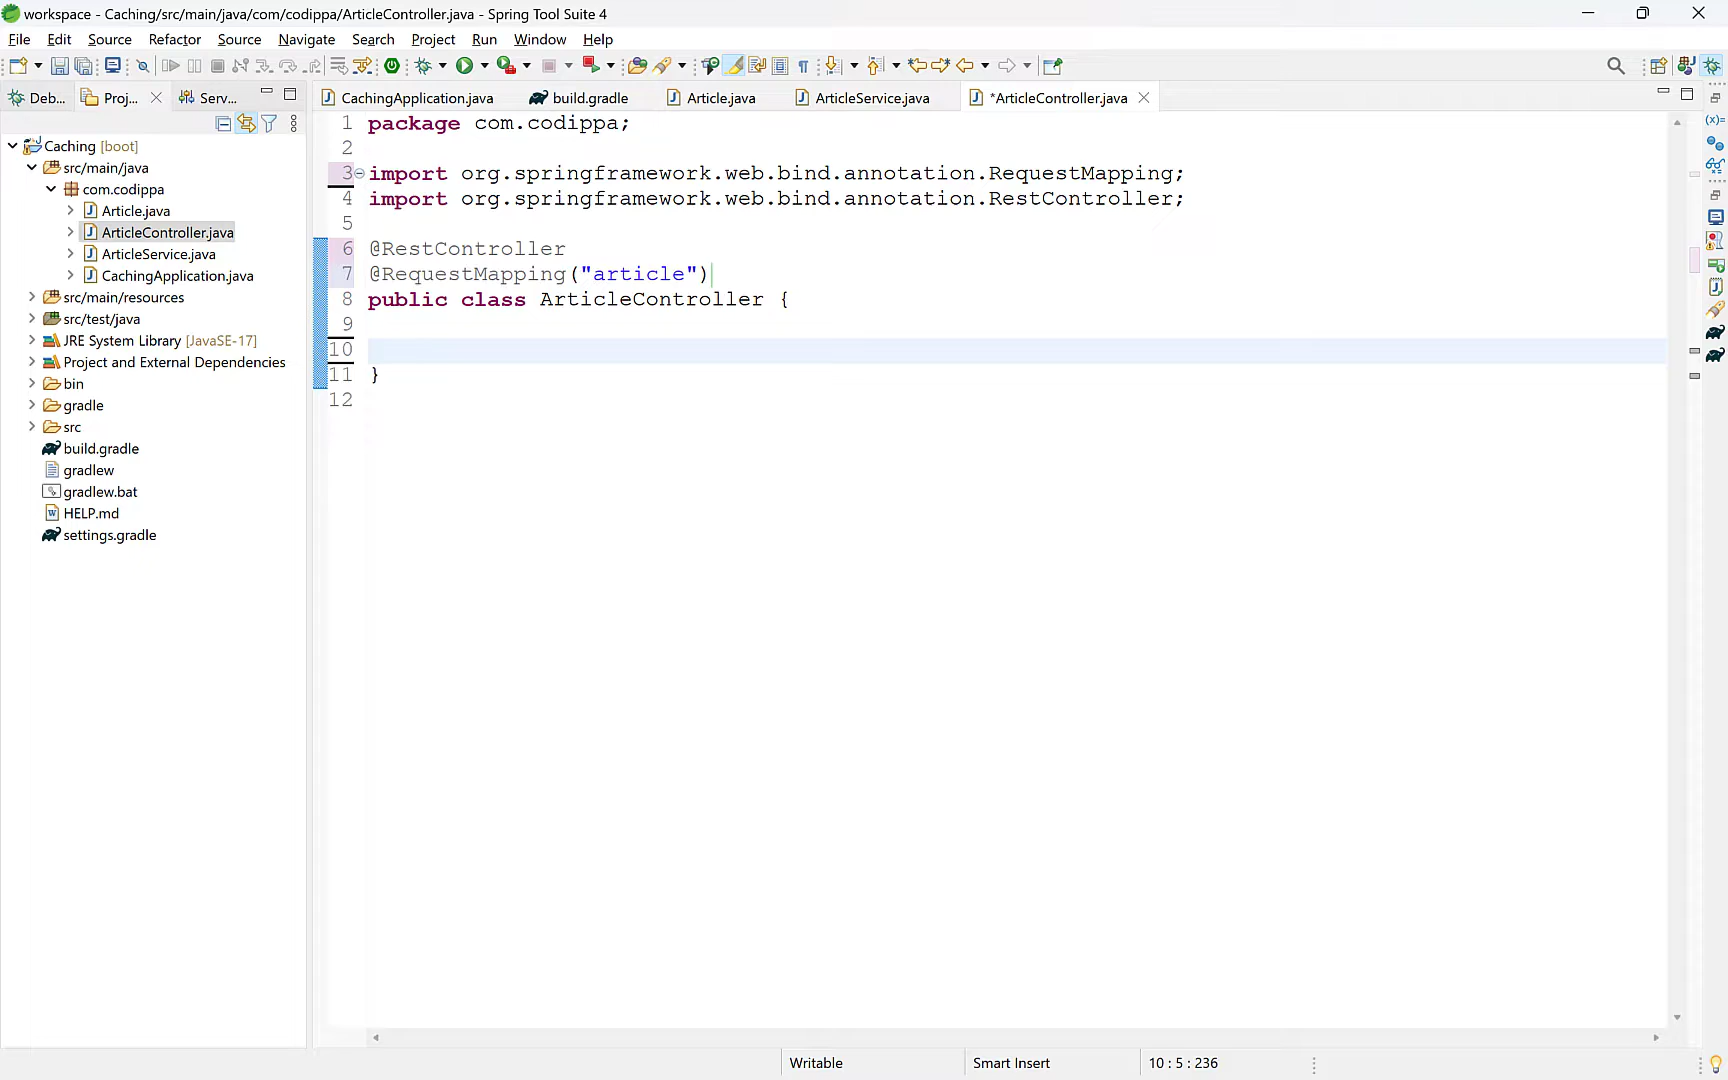 workspace - Caching/src/main/java/com/codippa/ArticleController.java - Spring Tool Suite 4
File Edit Source Refactor Source Navigate Search Project Run Window Help
Deb... Proj... Serv...
CachingApplication.java build.gradle Article.java ArticleService.java *ArticleController.java
Caching [boot]
src/main/java
com.codippa
Article.java
ArticleController.java
ArticleService.java
CachingApplication.java
src/main/resources
src/test/java
JRE System Library [JavaSE-17]
Project and External Dependencies
bin
gradle
src
build.gradle
gradlew
gradlew.bat
HELP.md
settings.gradle
1 package com.codippa;
2
3 import org.springframework.web.bind.annotation.RequestMapping;
4 import org.springframework.web.bind.annotation.RestController;
5
6 @RestController
7 @RequestMapping("article")
8 public class ArticleController {
9
10
11 }
12
Writable Smart Insert 10 : 5 : 236